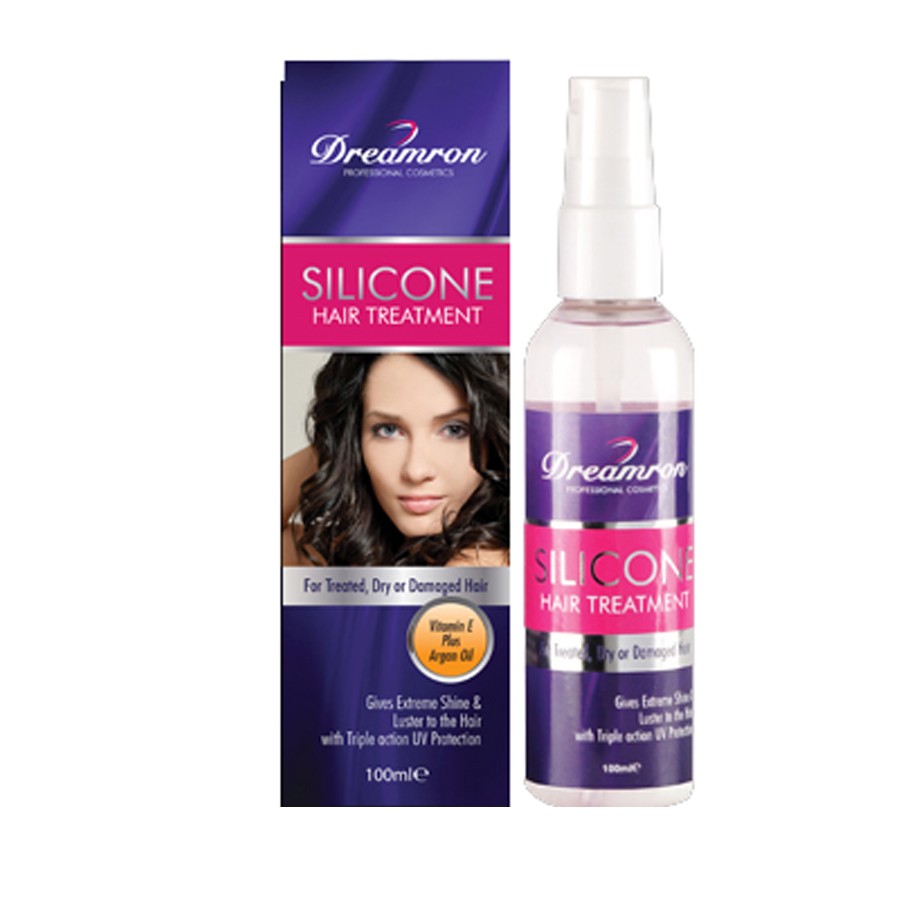 Dreamron
PROFESSIONAL COSMETICS
SILICONE
HAIR TREATMENT
For Treated, Dry or Damaged Hair
Vitamin E
Plus
Argan Oil
Gives Extreme Shine &
Luster to the Hair
with Triple action UV Protection
100ml℮
Dreamron
PROFESSIONAL COSMETICS
SILICONE
HAIR TREATMENT
Treated, Dry or Damaged Hair
Gives Extreme Shine &
Luster to the Hair
with Triple action UV Protection
100ml℮